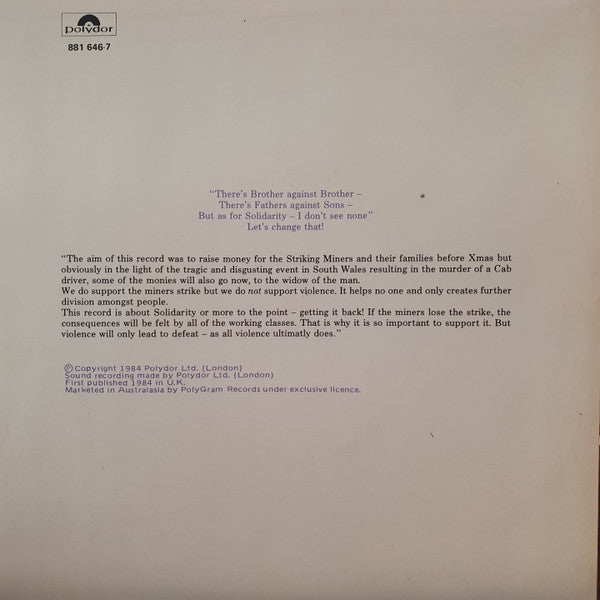 polydor
881 646-7
"There's Brother against Brother –
There's Fathers against Sons –
But as for Solidarity – I don't see none"
Let's change that!
"The aim of this record was to raise money for the Striking Miners and their families before Xmas but
obviously in the light of the tragic and disgusting event in South Wales resulting in the murder of a Cab
driver, some of the monies will also go now, to the widow of the man.
We do support the miners strike but we do not support violence. It helps no one and only creates further
division amongst people.
This record is about Solidarity or more to the point – getting it back! If the miners lose the strike, the
consequences will be felt by all of the working classes. That is why it is so important to support it. But
violence will only lead to defeat – as all violence ultimatly does."
Ⓟ Copyright 1984 Polydor Ltd. (London)
Sound recording made by Polydor Ltd. (London)
First published 1984 in U.K.
Marketed in Australasia by PolyGram Records under exclusive licence.